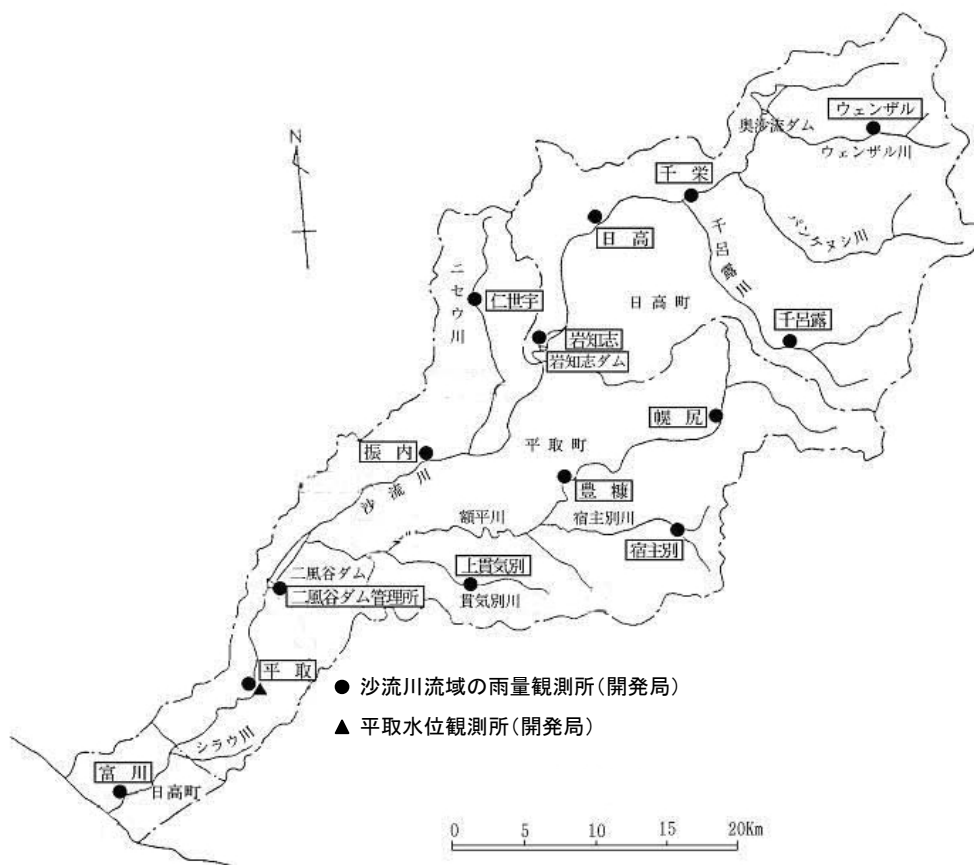 N
ウェンザル
奥沙流ダム
ウェンザル川
千栄
パンケヌシ川
日高
千呂露川
ニセウ川
仁世宇
日高町
千呂露
岩知志
岩知志ダム
幌尻
平取町
振内
豊糠
沙流川
額平川
宿主別川
宿主別
上貫気別
二風谷ダム
二風谷ダム管理所
貫気別川
平取
● 沙流川流域の雨量観測所(開発局)
▲ 平取水位観測所(開発局)
シラウ川
富川
日高町
0 5 10 15 20Km